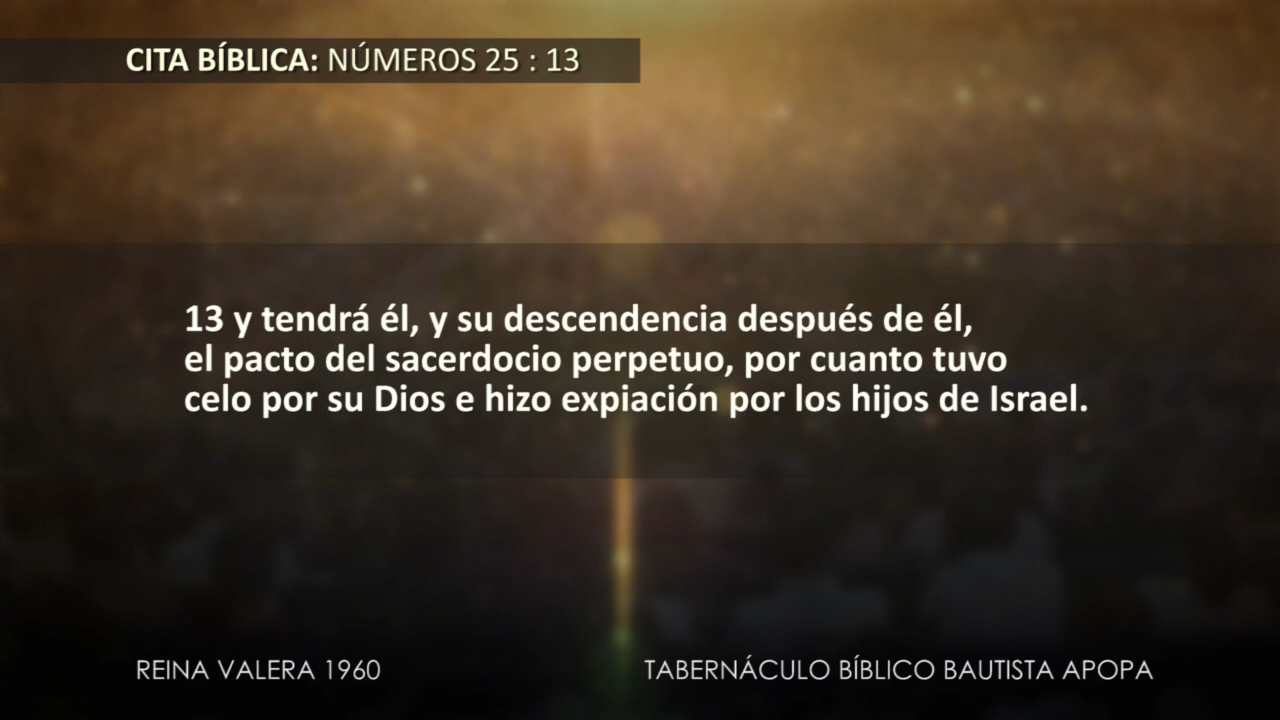 CITA BÍBLICA: NÚMEROS 25 : 13
13 y tendrá él, y su descendencia después de él,
el pacto del sacerdocio perpetuo, por cuanto tuvo
celo por su Dios e hizo expiación por los hijos de Israel.
REINA VALERA 1960
TABERNÁCULO BÍBLICO BAUTISTA APOPA